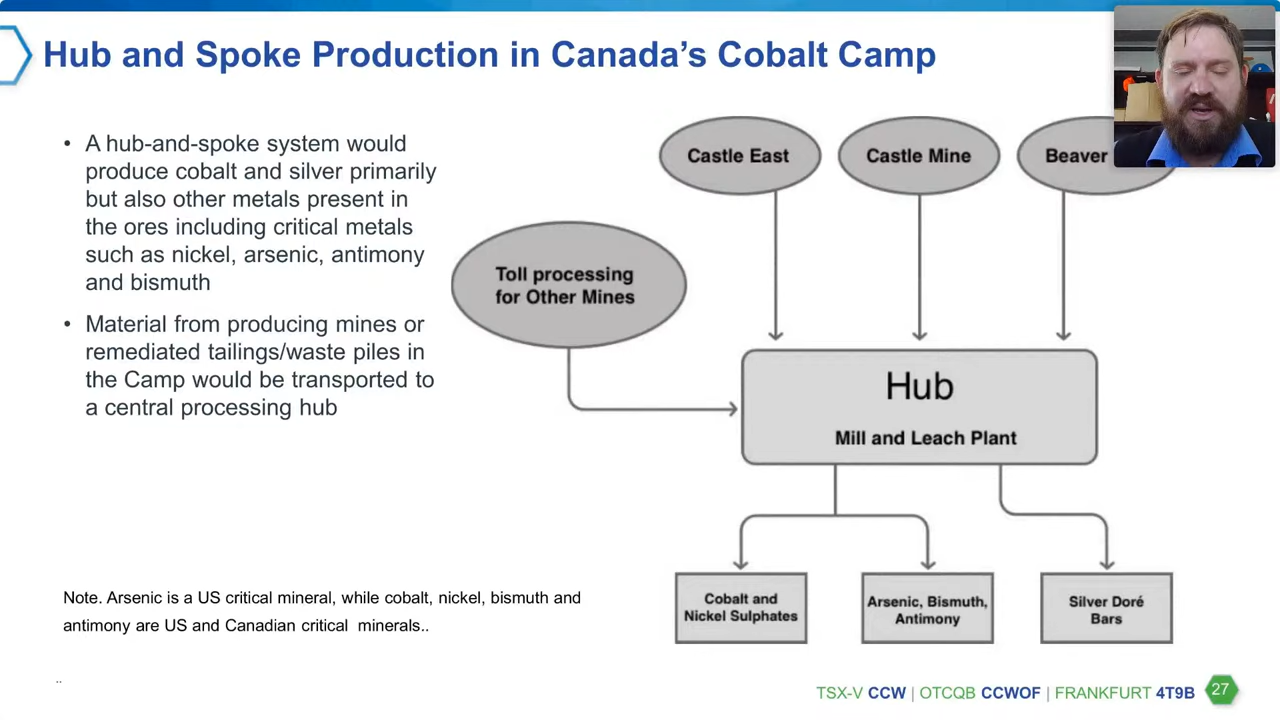 Hub and Spoke Production in Canada’s Cobalt Camp
• A hub-and-spoke system would
produce cobalt and silver primarily
but also other metals present in
the ores including critical metals
such as nickel, arsenic, antimony
and bismuth
• Material from producing mines or
remediated tailings/waste piles in
the Camp would be transported to
a central processing hub
Castle East
Castle Mine
Beaver
Toll processing
for Other Mines
Hub
Mill and Leach Plant
Cobalt and
Nickel Sulphates
Arsenic, Bismuth,
Antimony
Silver Doré
Bars
Note. Arsenic is a US critical mineral, while cobalt, nickel, bismuth and
antimony are US and Canadian critical minerals..
..
TSX-V CCW | OTCQB CCWOF | FRANKFURT 4T9B 27